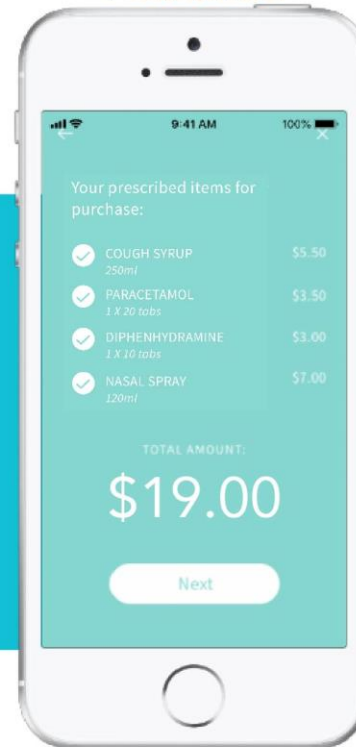 9:41 AM 100%
Your prescribed items for
purchase:
COUGH SYRUP $5.50
250ml
PARACETAMOL $3.50
1 X 20 tabs
DIPHENHYDRAMINE $3.00
1 X 10 tabs
NASAL SPRAY $7.00
120ml
TOTAL AMOUNT:
$19.00
Next